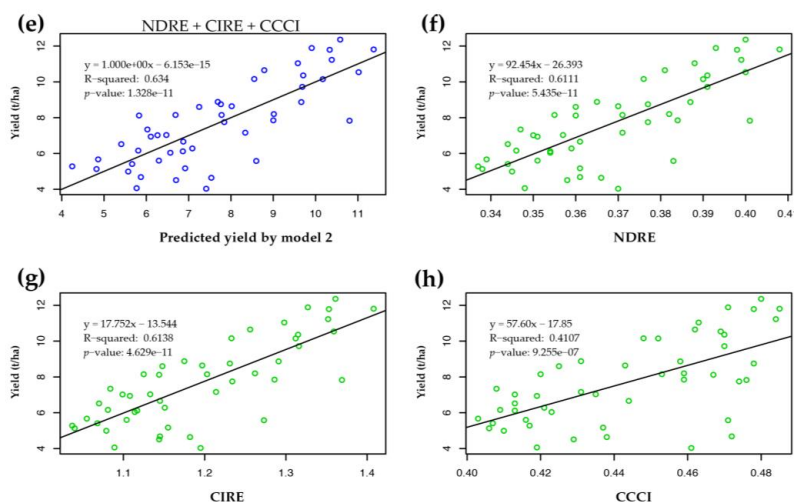 (e)
NDRE + CIRE + CCCI
y = 1.000e+00x − 6.153e−15
R-squared: 0.634
p-value: 1.328e−11
Yield (t/ha)
12
10
8
6
4
4 5 6 7 8 9 10 11
Predicted yield by model 2
(f)
y = 92.454x − 26.393
R-squared: 0.6111
p-value: 5.435e−11
Yield (t/ha)
12
10
8
6
4
0.34 0.35 0.36 0.37 0.38 0.39 0.40 0.41
NDRE
(g)
y = 17.752x − 13.544
R-squared: 0.6138
p-value: 4.629e−11
Yield (t/ha)
12
10
8
6
4
1.1 1.2 1.3 1.4
CIRE
(h)
y = 57.60x − 17.85
R-squared: 0.4107
p-value: 9.255e−07
Yield (t/ha)
12
10
8
6
4
0.40 0.42 0.44 0.46 0.48
CCCI